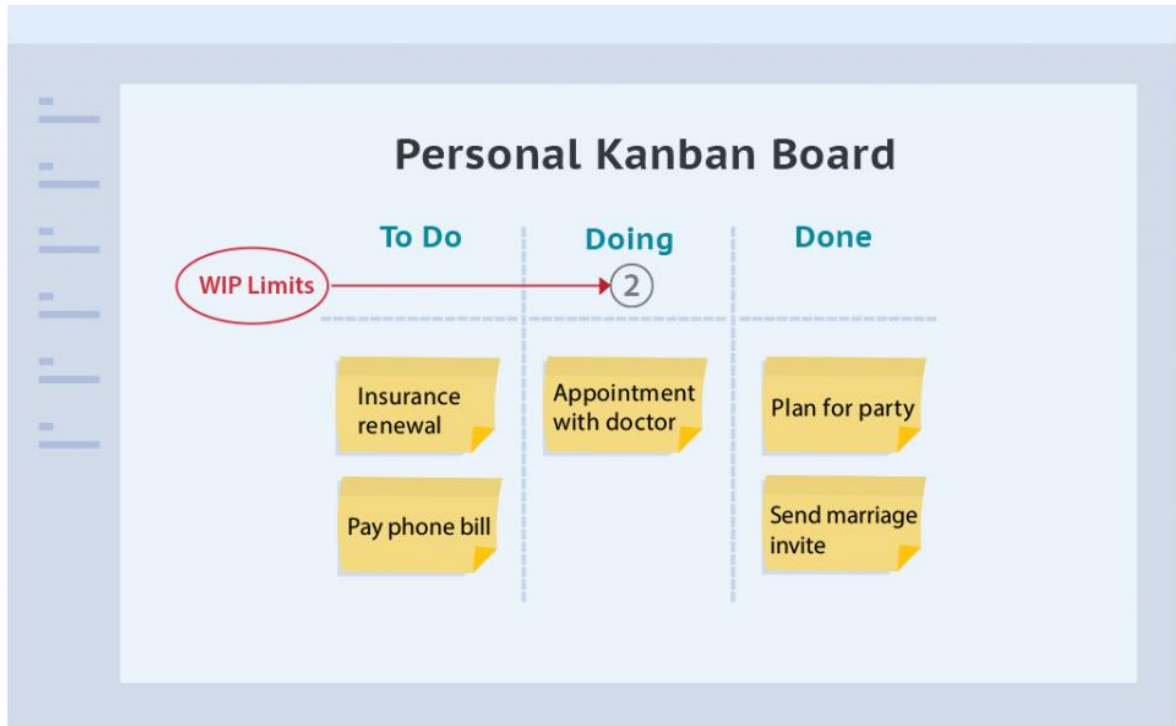 Personal Kanban Board
To Do
Doing
Done
WIP Limits
2
Insurance
renewal
Appointment
with doctor
Plan for party
Pay phone bill
Send marriage
invite